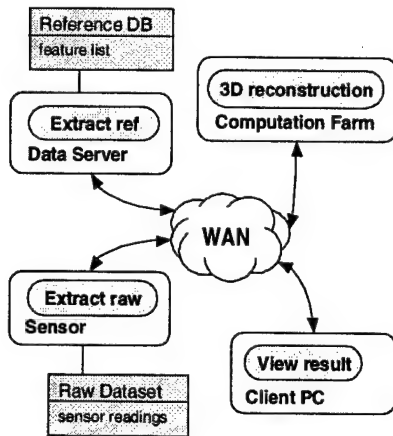 Reference DB
feature list
Extract ref
Data Server
3D reconstruction
Computation Farm
WAN
Extract raw
Sensor
Raw Dataset
sensor readings
View result
Client PC